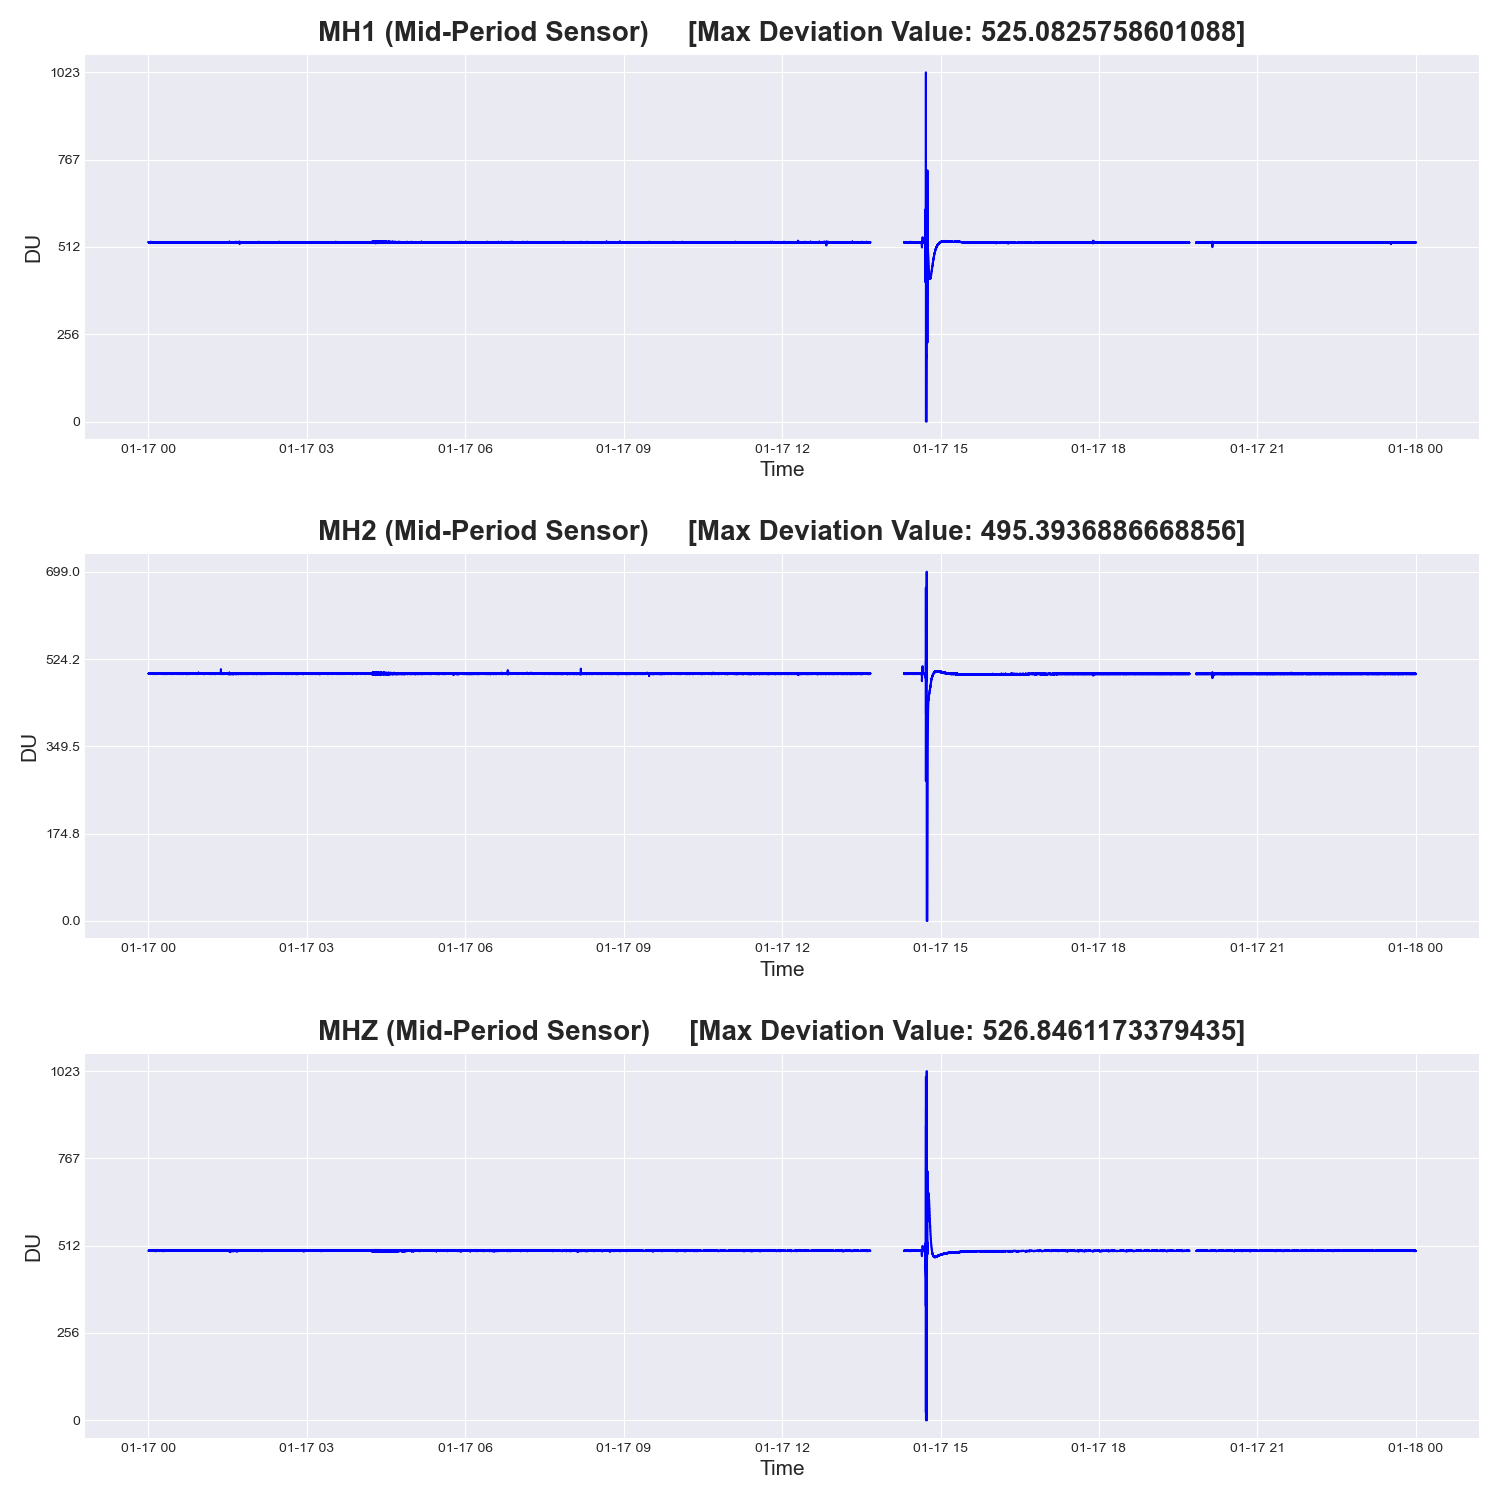 MH1 (Mid-Period Sensor) [Max Deviation Value: 525.0825758601088]
1023
767
512
256
0
DU
01-17 00 01-17 03 01-17 06 01-17 09 01-17 12 01-17 15 01-17 18 01-17 21 01-18 00
Time
MH2 (Mid-Period Sensor) [Max Deviation Value: 495.3936886668856]
699.0
524.2
349.5
174.8
0.0
DU
01-17 00 01-17 03 01-17 06 01-17 09 01-17 12 01-17 15 01-17 18 01-17 21 01-18 00
Time
MHZ (Mid-Period Sensor) [Max Deviation Value: 526.8461173379435]
1023
767
512
256
0
DU
01-17 00 01-17 03 01-17 06 01-17 09 01-17 12 01-17 15 01-17 18 01-17 21 01-18 00
Time